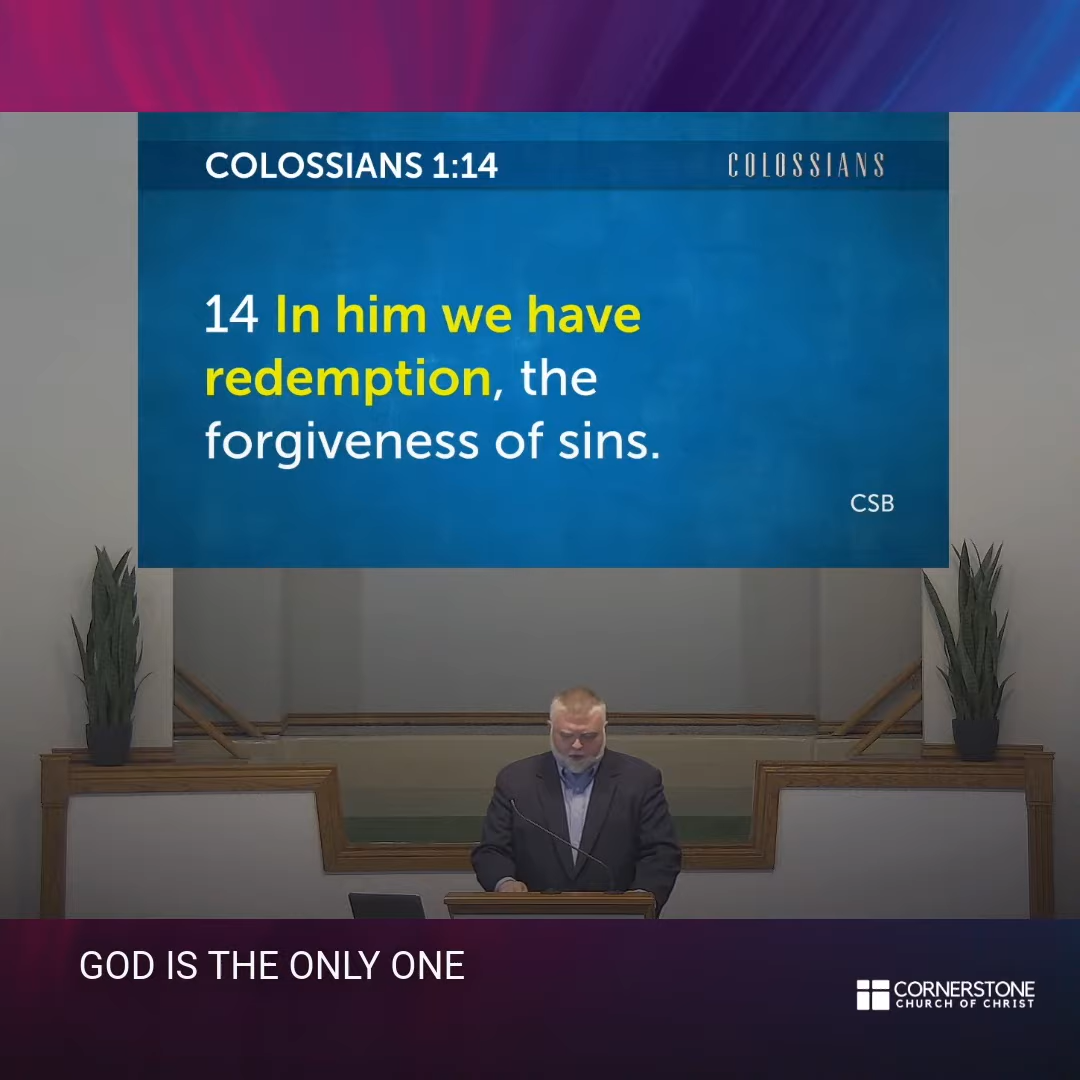 COLOSSIANS 1:14
COLOSSIANS
14 In him we have
redemption, the
forgiveness of sins.
CSB
GOD IS THE ONLY ONE
CORNERSTONE
CHURCH OF CHRIST